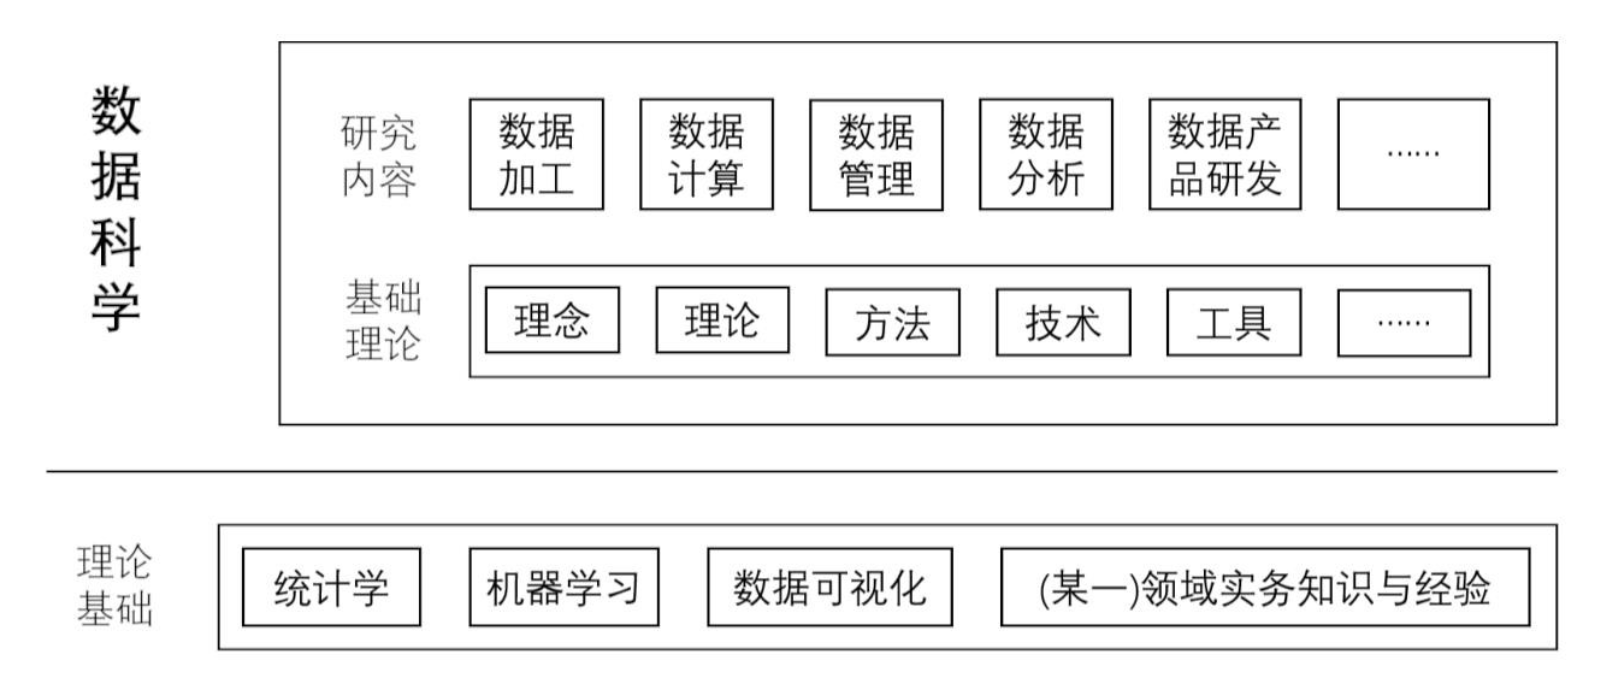 数据科学
研究
内容
数据
加工
数据
计算
数据
管理
数据
分析
数据产
品研发
……
基础
理论
理念
理论
方法
技术
工具
……
理论
基础
统计学
机器学习
数据可视化
(某一)领域实务知识与经验